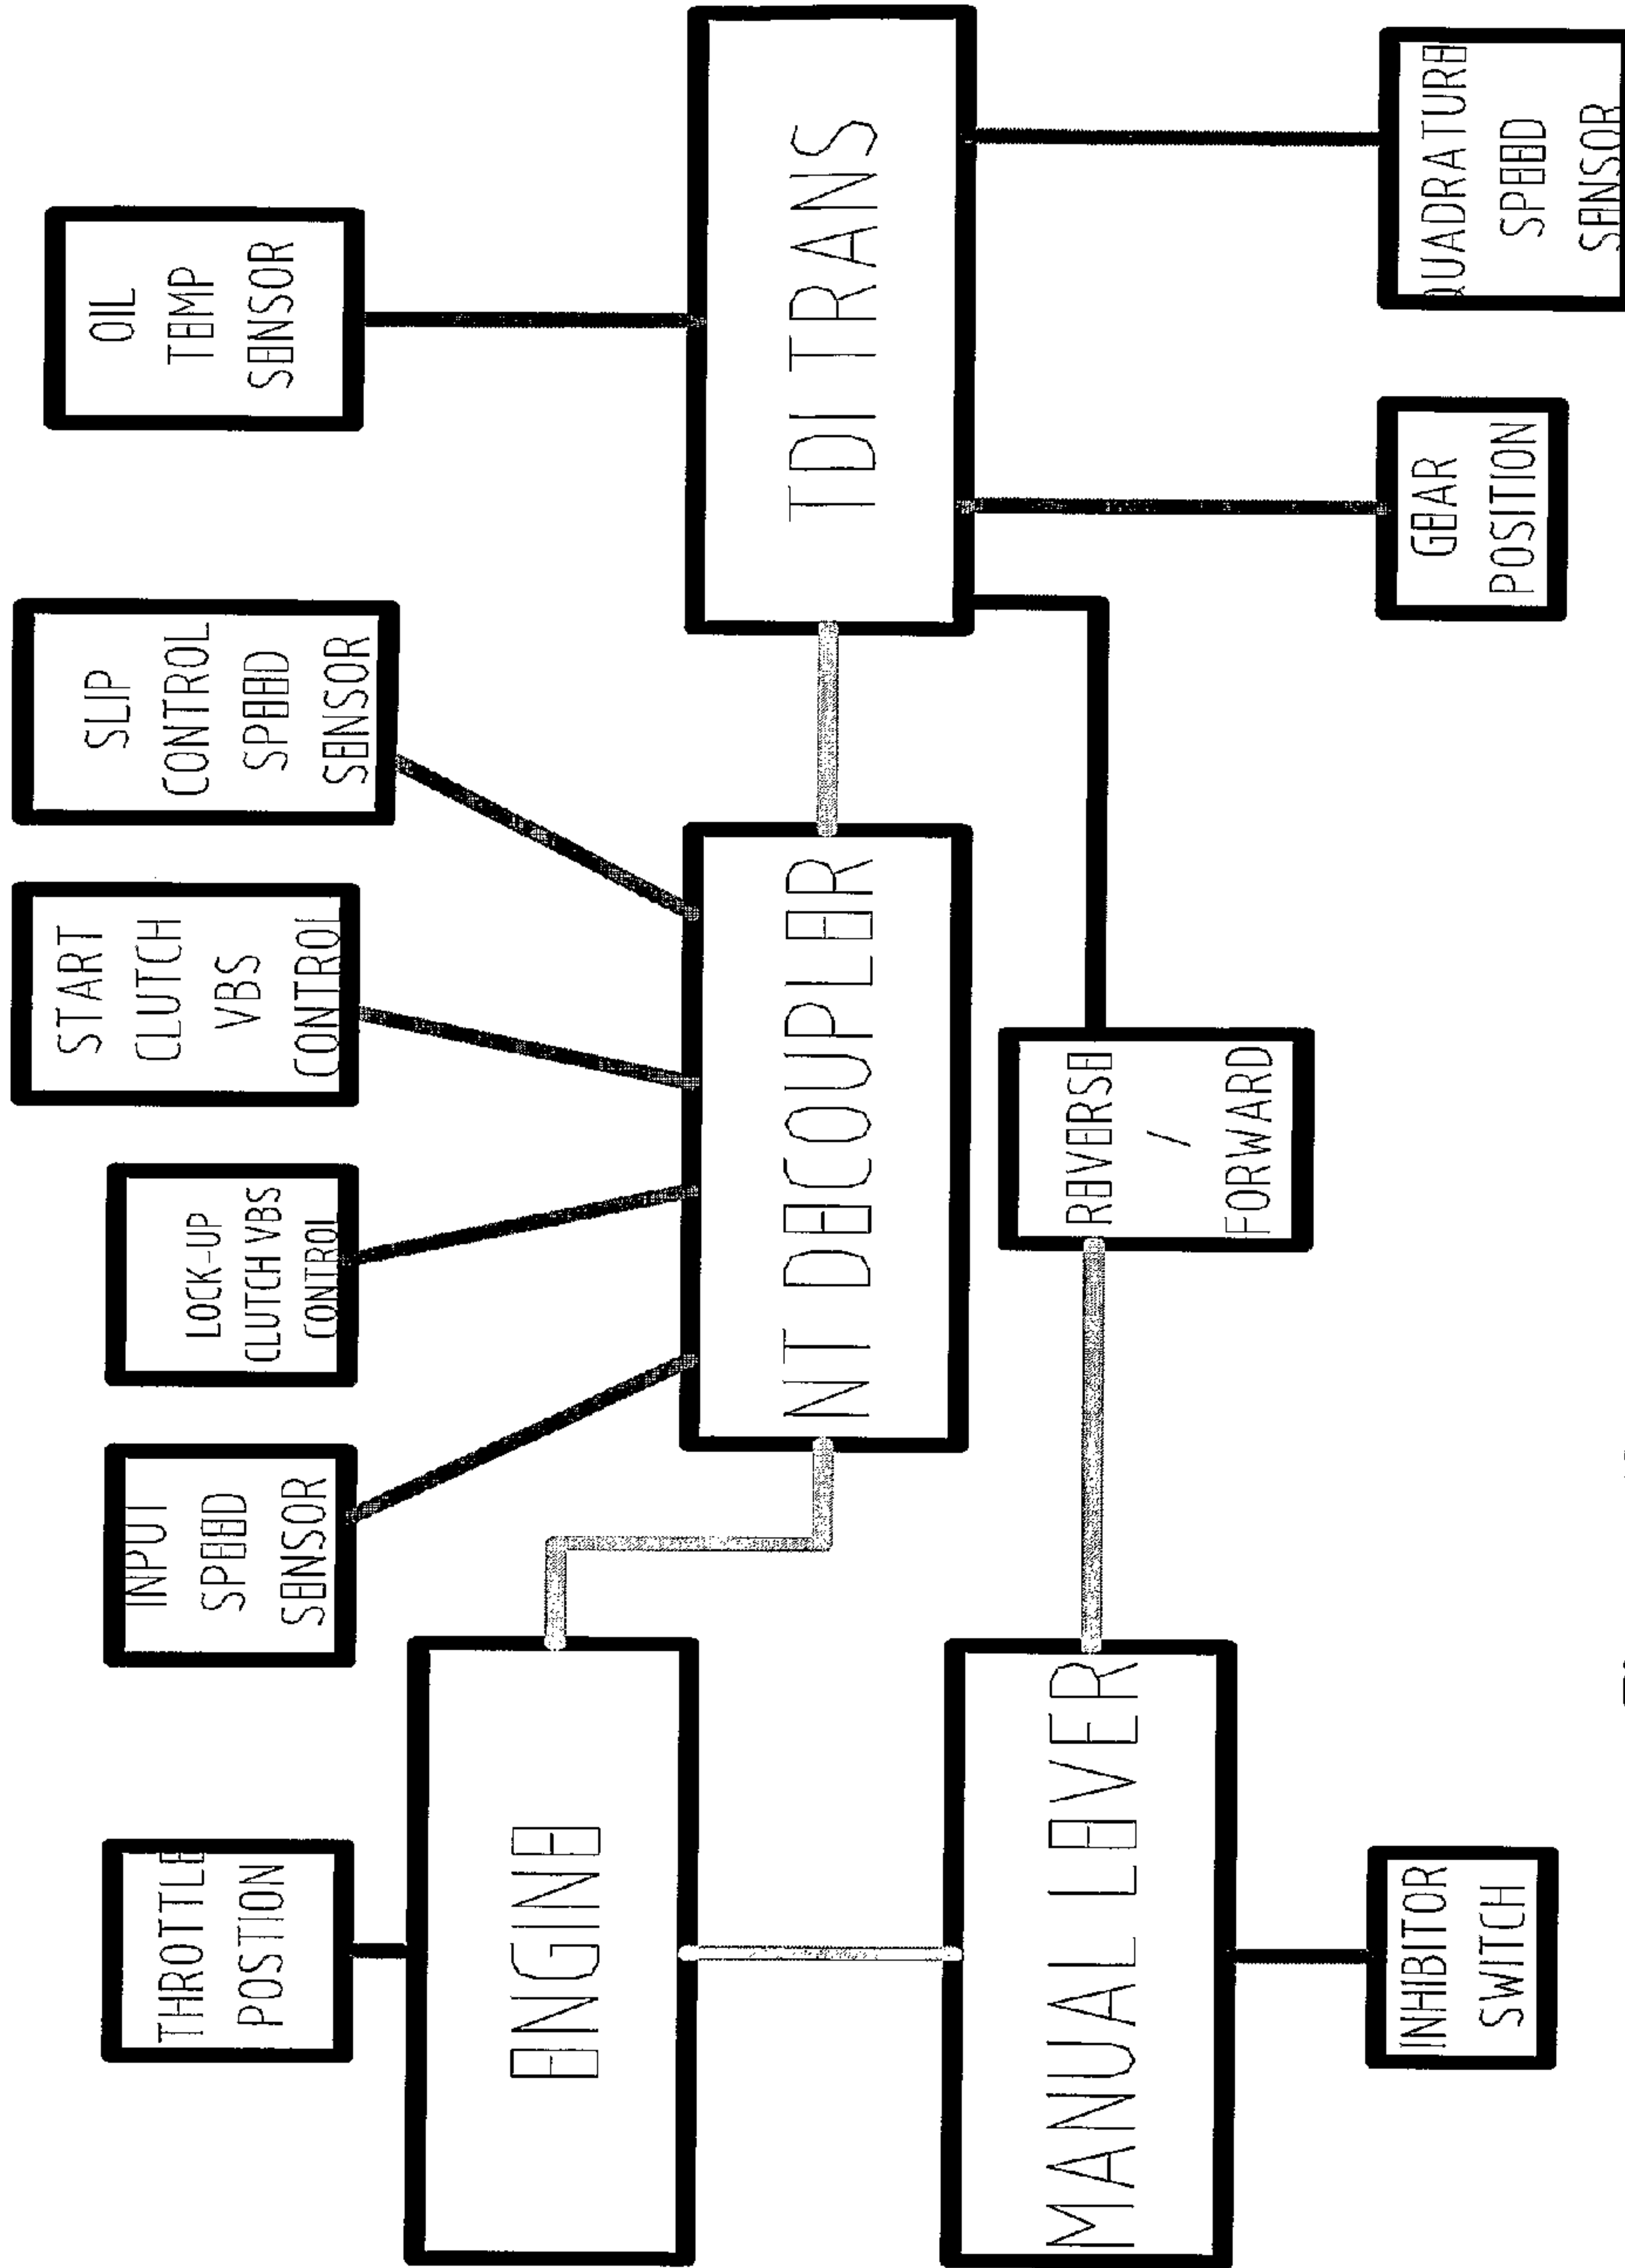 THROTTLE
POSTION
INPUT
SPEED
SENSOR
LOCK-UP
CLUTCH VBS
CONTROL
START
CLUTCH
VBS
CONTROL
SLIP
CONTROL
SPEED
SENSOR
OIL
TEMP
SENSOR
ENGINE
NT DECOUPLER
TDI TRANS
MANUAL LEVER
REVERSE
/
FORWARD
INHIBITOR
SWITCH
GEAR
POSITION
QUADRATURE
SPEED
SENSOR